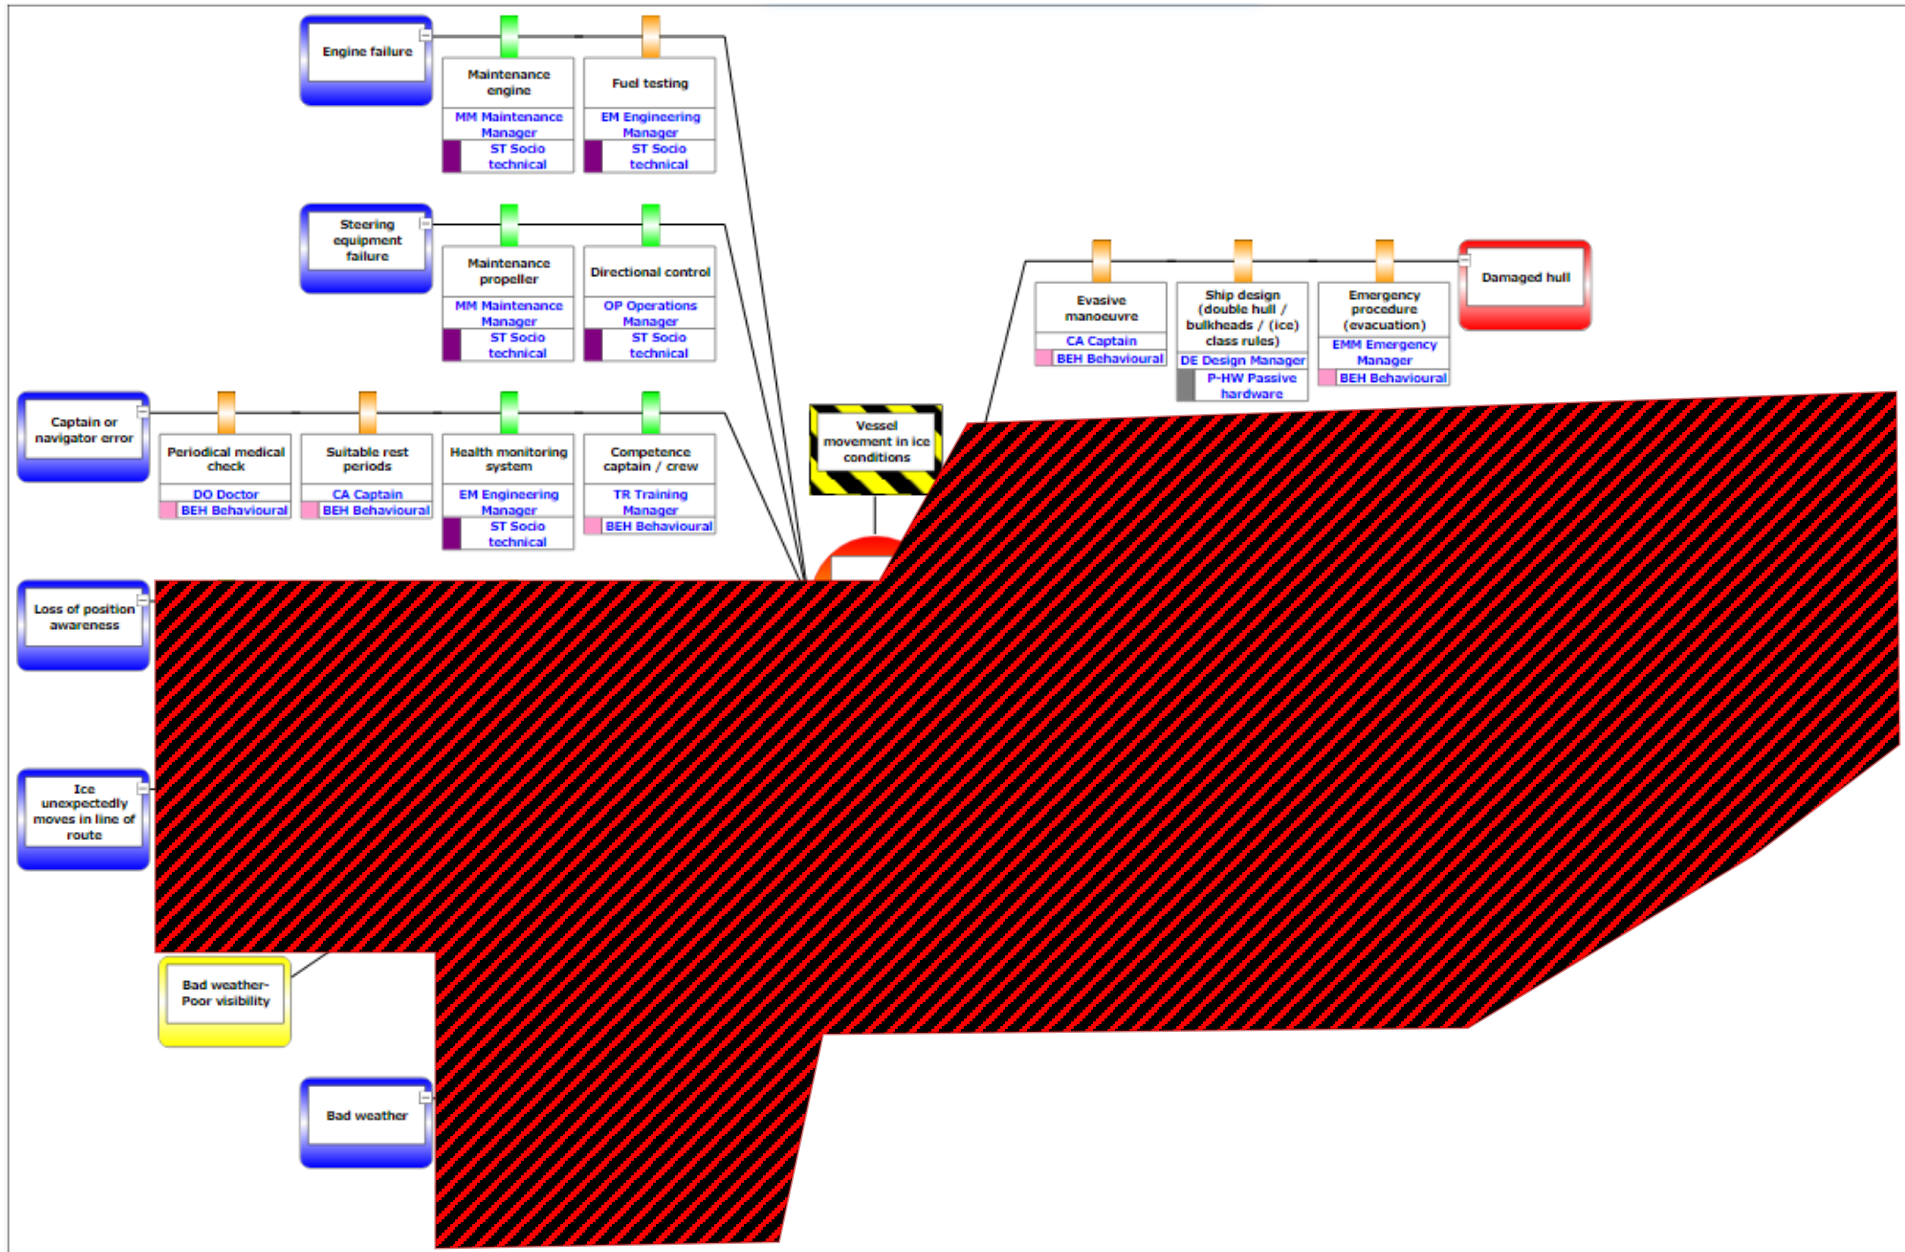 Engine failure
Maintenance
engine
MM Maintenance
Manager
ST Socio
technical
Fuel testing
EM Engineering
Manager
ST Socio
technical
Steering
equipment
failure
Maintenance
propeller
MM Maintenance
Manager
ST Socio
technical
Directional control
OP Operations
Manager
ST Socio
technical
Evasive
manoeuvre
CA Captain
BEH Behavioural
Ship design
(double hull /
bulkheads / (ice)
class rules)
DE Design Manager
P-HW Passive
hardware
Emergency
procedure
(evacuation)
EMM Emergency
Manager
BEH Behavioural
Damaged hull
Captain or
navigator error
Periodical medical
check
DO Doctor
BEH Behavioural
Suitable rest
periods
CA Captain
BEH Behavioural
Health monitoring
system
EM Engineering
Manager
ST Socio
technical
Competence
captain / crew
TR Training
Manager
BEH Behavioural
Vessel
movement in ice
conditions
Loss of position
awareness
Ice
unexpectedly
moves in line of
route
Bad weather-
Poor visibility
Bad weather